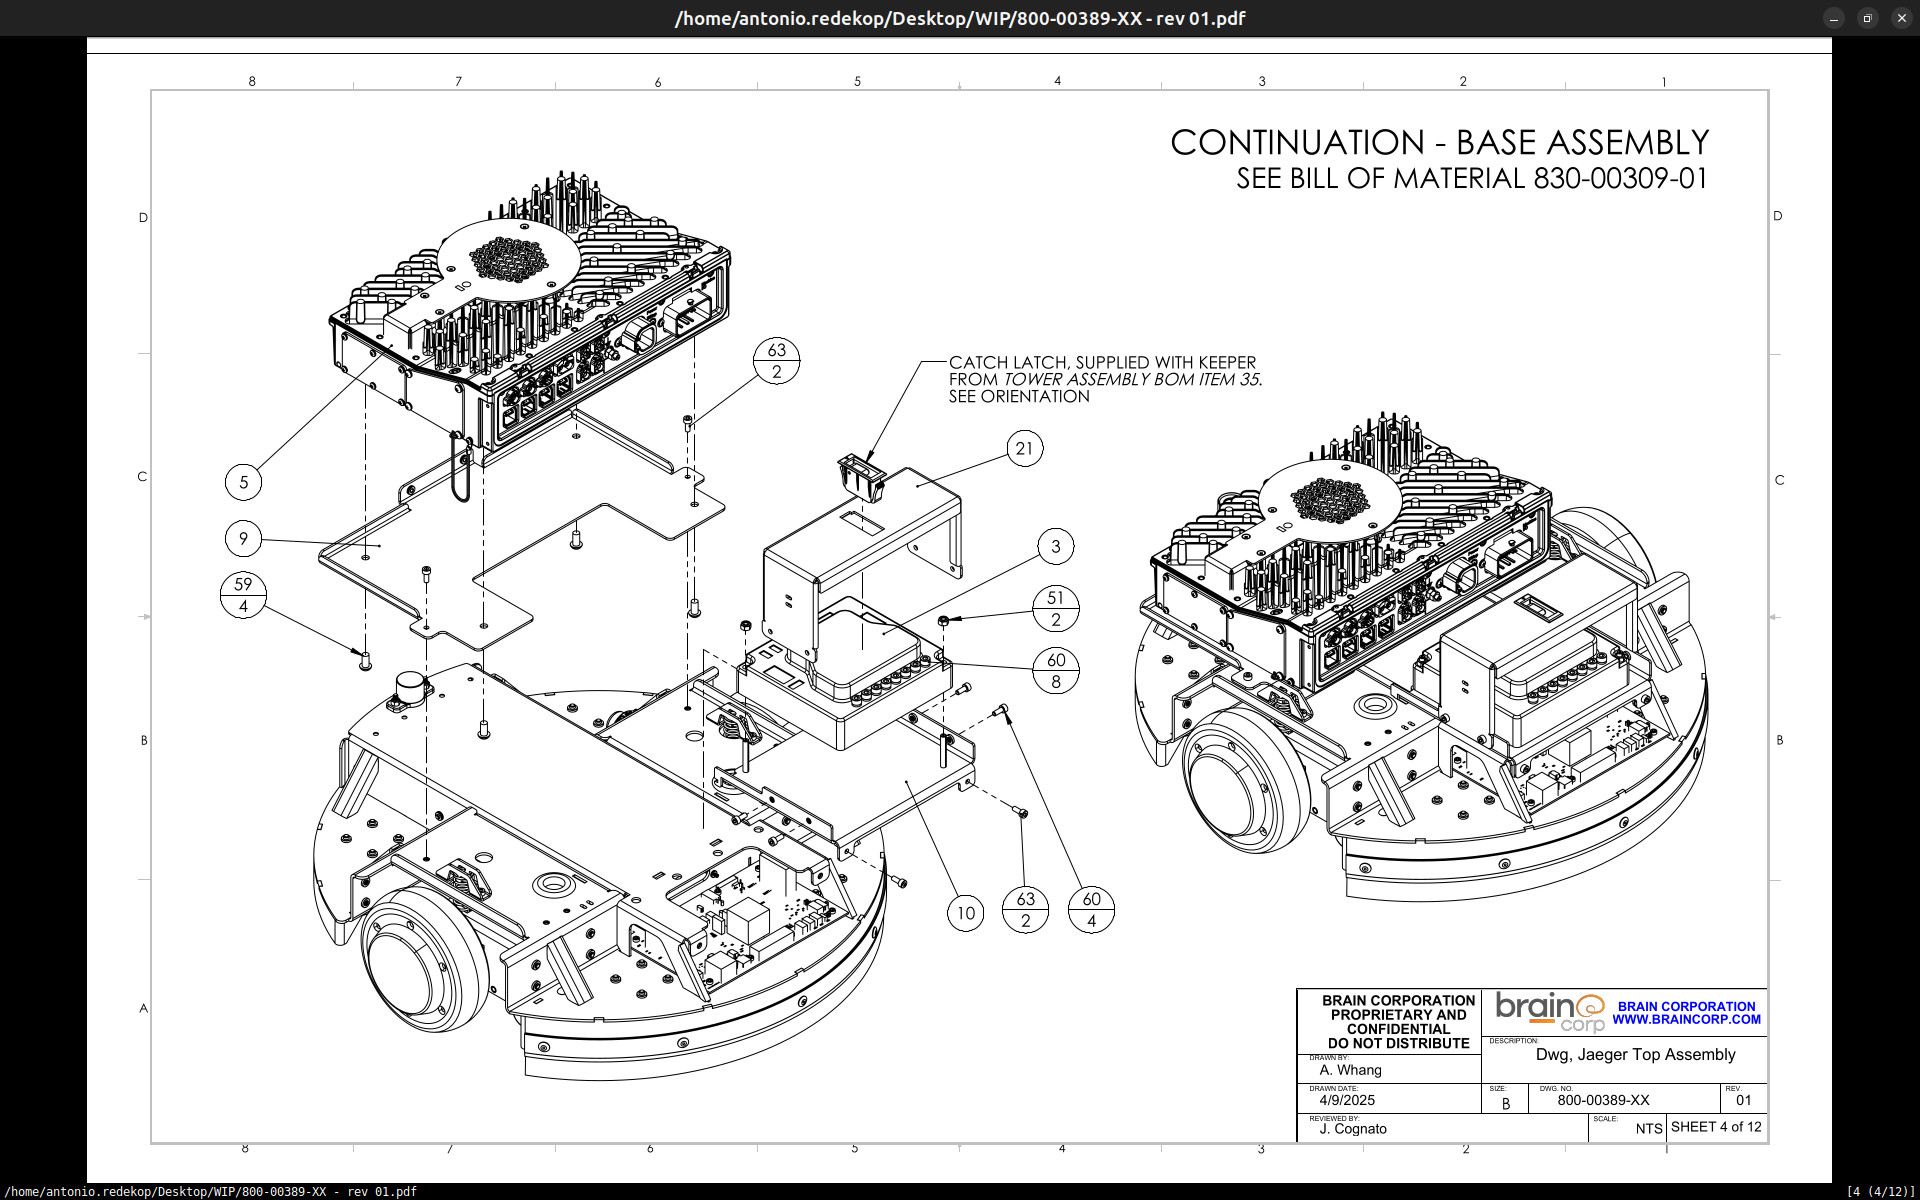 /home/antonio.redekop/Desktop/WIP/800-00389-XX - rev 01.pdf
8 7 6 5 4 3 2 1
CONTINUATION - BASE ASSEMBLY
SEE BILL OF MATERIAL 830-00309-01
D D
63
2
CATCH LATCH, SUPPLIED WITH KEEPER
FROM TOWER ASSEMBLY BOM ITEM 35.
SEE ORIENTATION
21
C C
5
9
3
59
4
51
2
60
8
B B
10
63
2
60
4
A
BRAIN CORPORATION
PROPRIETARY AND
CONFIDENTIAL
DO NOT DISTRIBUTE
brain
corp
BRAIN CORPORATION
WWW.BRAINCORP.COM
DESCRIPTION:
Dwg, Jaeger Top Assembly
DRAWN BY:
A. Whang
DRAWN DATE:
4/9/2025
SIZE:
B
DWG. NO.
800-00389-XX
REV.
01
REVIEWED BY:
J. Cognato
SCALE:
NTS
SHEET 4 of 12
8 7 6 5 4 3 2 1
/home/antonio.redekop/Desktop/WIP/800-00389-XX - rev 01.pdf
[4 (4/12)]